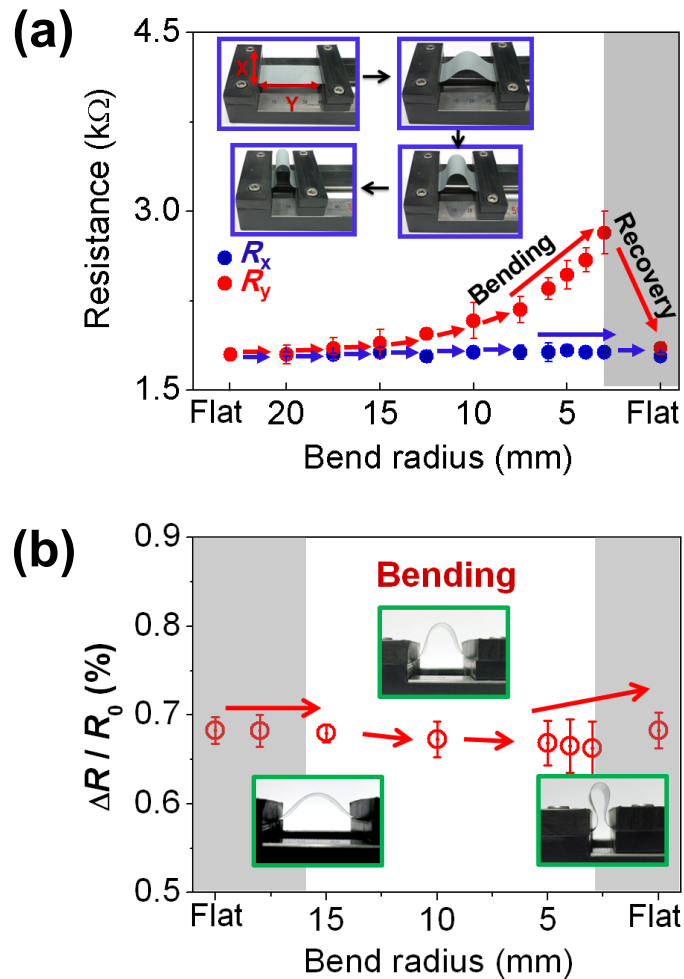 (a)
4.5
3.0
1.5
Resistance (kΩ)
X
Y
Rx
Ry
Bending
Recovery
Flat 20 15 10 5 Flat
Bend radius (mm)
(b)
0.9
0.8
0.7
0.6
0.5
ΔR / R0 (%)
Bending
Flat 15 10 5 Flat
Bend radius (mm)